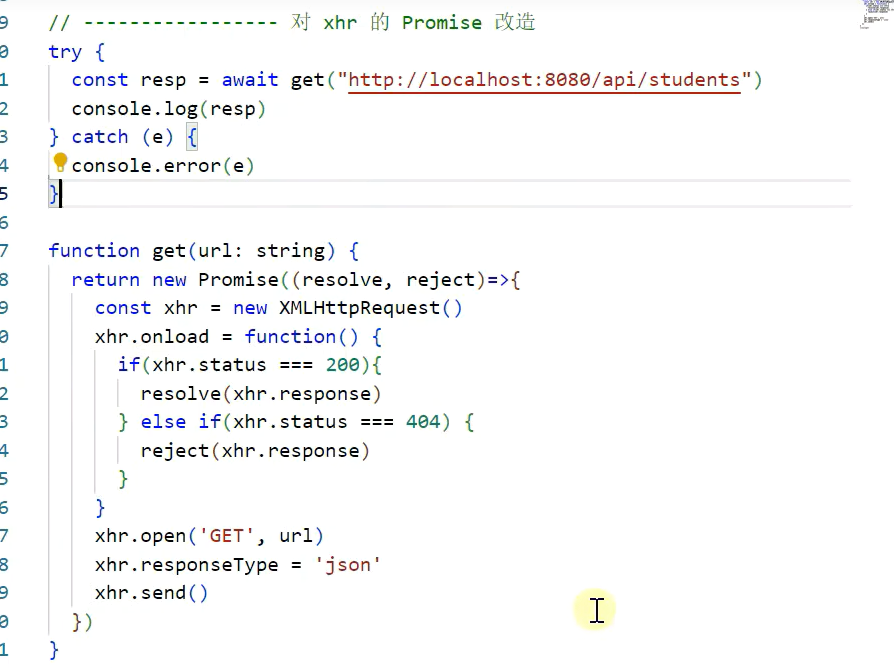 9 // ----------------- 对 xhr 的 Promise 改造
0 try {
1 const resp = await get("http://localhost:8080/api/students")
2 console.log(resp)
3 } catch (e) {
4 console.error(e)
5 }
6
7 function get(url: string) {
8 return new Promise((resolve, reject)=>{
9 const xhr = new XMLHttpRequest()
0 xhr.onload = function() {
1 if(xhr.status === 200){
2 resolve(xhr.response)
3 } else if(xhr.status === 404) {
4 reject(xhr.response)
5 }
6 }
7 xhr.open('GET', url)
8 xhr.responseType = 'json'
9 xhr.send()
0 })
1 }